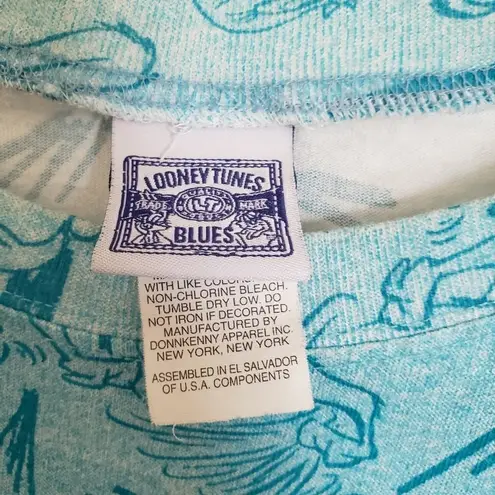 LOONEY TUNES
QUALITY
LT
TRADE MARK
BLUES
WITH LIKE COLORS
NON-CHLORINE BLEACH.
TUMBLE DRY LOW. DO
NOT IRON IF DECORATED.
MANUFACTURED BY
DONNKENNY APPAREL INC.
NEW YORK, NEW YORK
ASSEMBLED IN EL SALVADOR
OF U.S.A. COMPONENTS